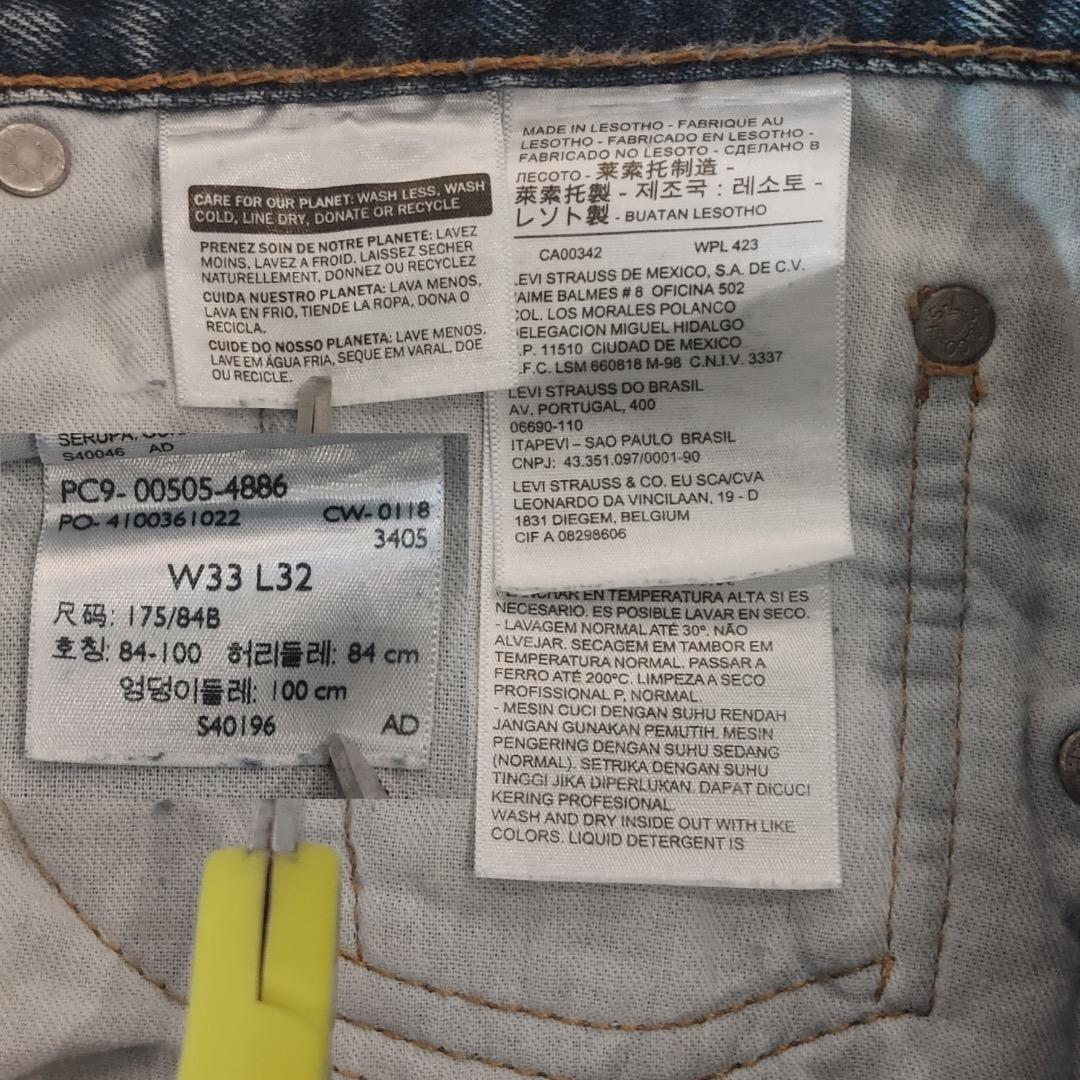 CARE FOR OUR PLANET: WASH LESS, WASH
COLD, LINE DRY, DONATE OR RECYCLE
PRENEZ SOIN DE NOTRE PLANETE: LAVEZ
MOINS, LAVEZ A FROID, LAISSEZ SECHER
NATURELLEMENT, DONNEZ OU RECYCLEZ
CUIDA NUESTRO PLANETA: LAVA MENOS,
LAVA EN FRIO, TIENDE LA ROPA, DONA O
RECICLA.
CUIDE DO NOSSO PLANETA: LAVE MENOS,
LAVE EM ÁGUA FRIA, SEQUE EM VARAL, DOE
OU RECICLE.
MADE IN LESOTHO - FABRIQUE AU
LESOTHO - FABRICADO EN LESOTHO -
FABRICADO NO LESOTO - СДЕЛАНО В
ЛЕСОТО - 萊索托制造 -
萊索托製 - 제조국 : 레소토 -
レソト製 - BUATAN LESOTHO
CA00342 WPL 423
LEVI STRAUSS DE MEXICO, S.A. DE C.V.
AIME BALMES # 8 OFICINA 502
OL. LOS MORALES POLANCO
ELEGACION MIGUEL HIDALGO
.P. 11510 CIUDAD DE MEXICO
.F.C. LSM 660818 M-98 C.N.I.V. 3337
LEVI STRAUSS DO BRASIL
AV. PORTUGAL, 400
06690-110
ITAPEVI – SAO PAULO BRASIL
CNPJ: 43.351.097/0001-90
LEVI STRAUSS & CO. EU SCA/CVA
LEONARDO DA VINCILAAN, 19 - D
1831 DIEGEM, BELGIUM
CIF A 08298606
EN TEMPERATURA ALTA SI ES
NECESARIO. ES POSIBLE LAVAR EN SECO.
- LAVAGEM NORMAL ATÉ 30º. NÃO
ALVEJAR. SECAGEM EM TAMBOR EM
TEMPERATURA NORMAL. PASSAR A
FERRO ATÉ 200ºC. LIMPEZA A SECO
PROFISSIONAL P, NORMAL.
- MESIN CUCI DENGAN SUHU RENDAH
JANGAN GUNAKAN PEMUTIH. MESIN
PENGERING DENGAN SUHU SEDANG
(NORMAL). SETRIKA DENGAN SUHU
TINGGI JIKA DIPERLUKAN. DAPAT DICUCI
KERING PROFESIONAL.
WASH AND DRY INSIDE OUT WITH LIKE
COLORS. LIQUID DETERGENT IS
S40046 AD
PC9- 00505-4886
PO- 4100361022 CW- 0118
3405
W33 L32
尺码: 175/84B
호칭: 84-100 허리둘레: 84 cm
엉덩이둘레: 100 cm
S40196 AD